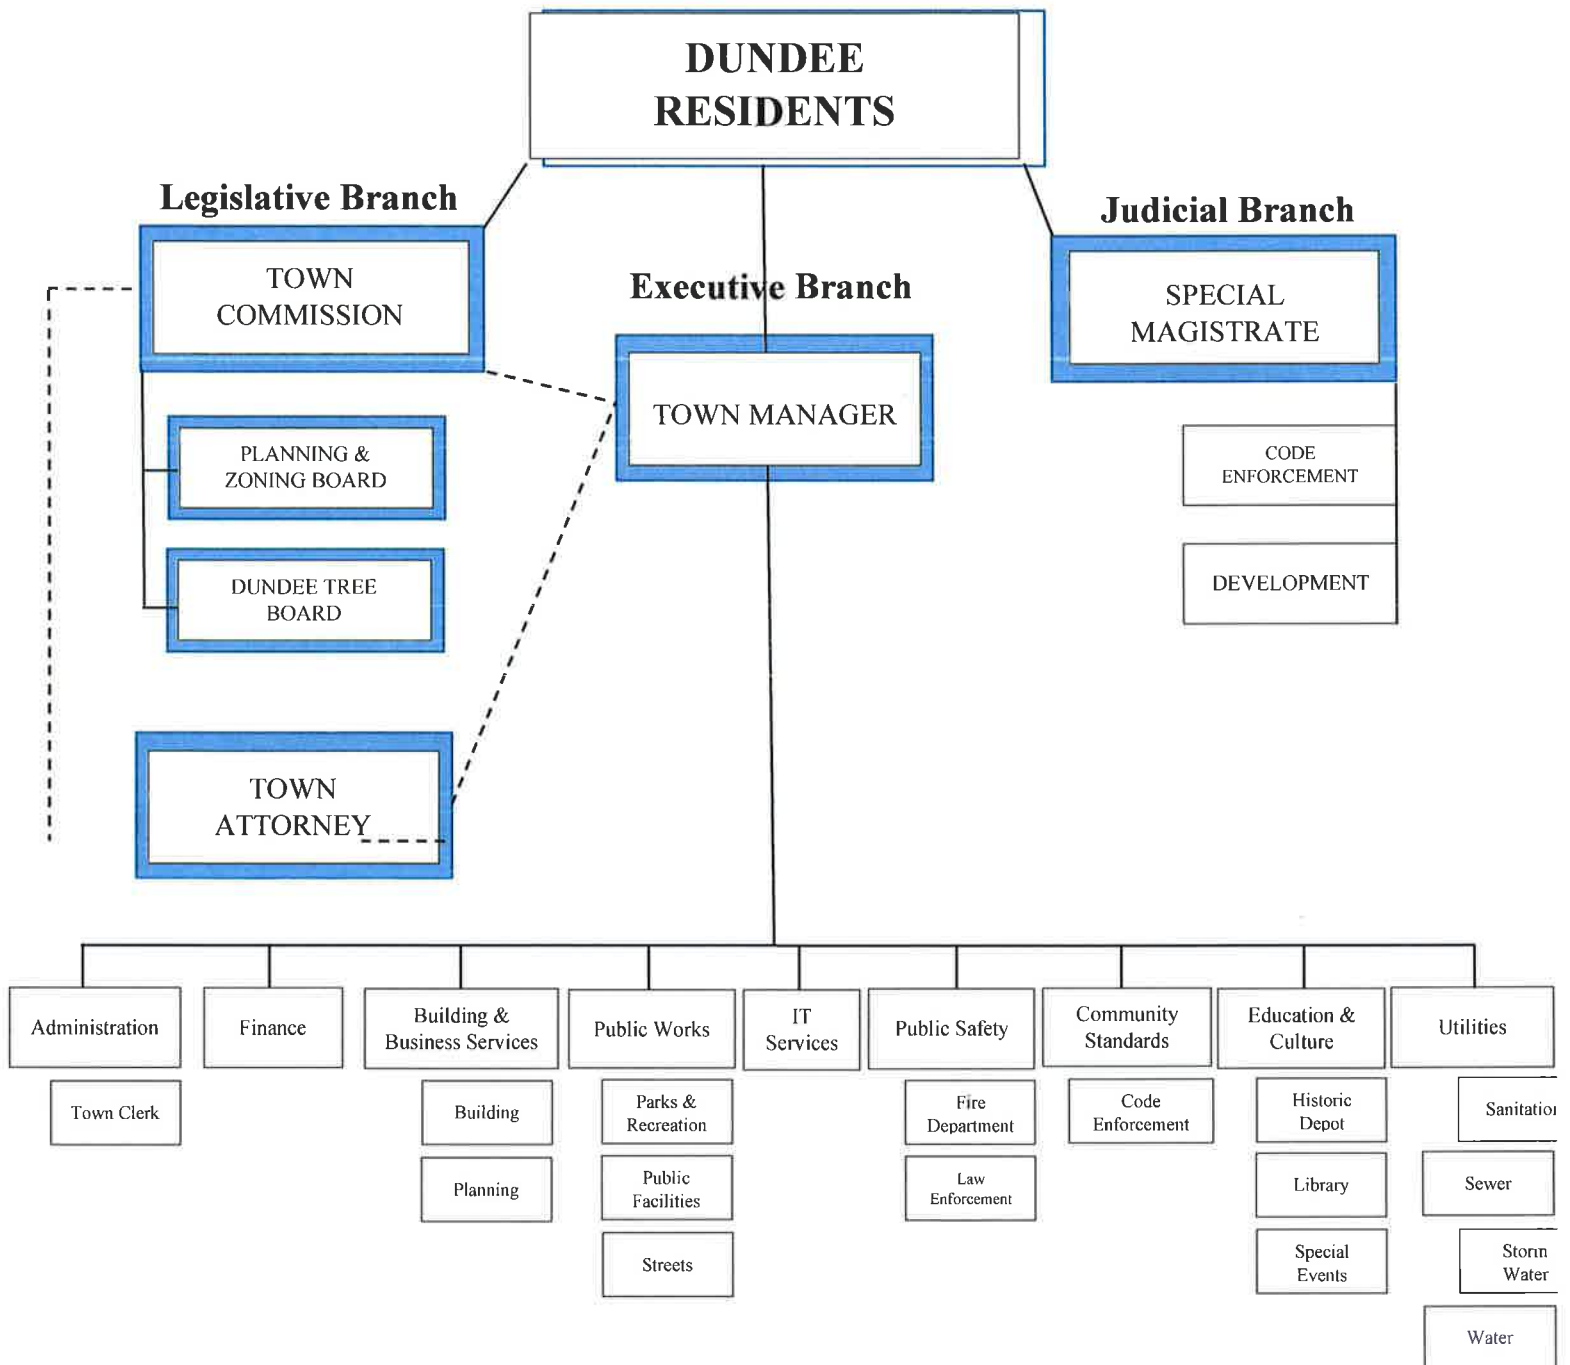 DUNDEE
RESIDENTS
Legislative Branch
Judicial Branch
Executive Branch
TOWN
COMMISSION
SPECIAL
MAGISTRATE
TOWN MANAGER
PLANNING &
ZONING BOARD
CODE
ENFORCEMENT
DUNDEE TREE
BOARD
DEVELOPMENT
TOWN
ATTORNEY
Administration
Finance
Building &
Business Services
Public Works
IT
Services
Public Safety
Community
Standards
Education &
Culture
Utilities
Town Clerk
Building
Planning
Parks &
Recreation
Public
Facilities
Streets
Fire
Department
Law
Enforcement
Code
Enforcement
Historic
Depot
Library
Special
Events
Sanitation
Sewer
Storm
Water
Water